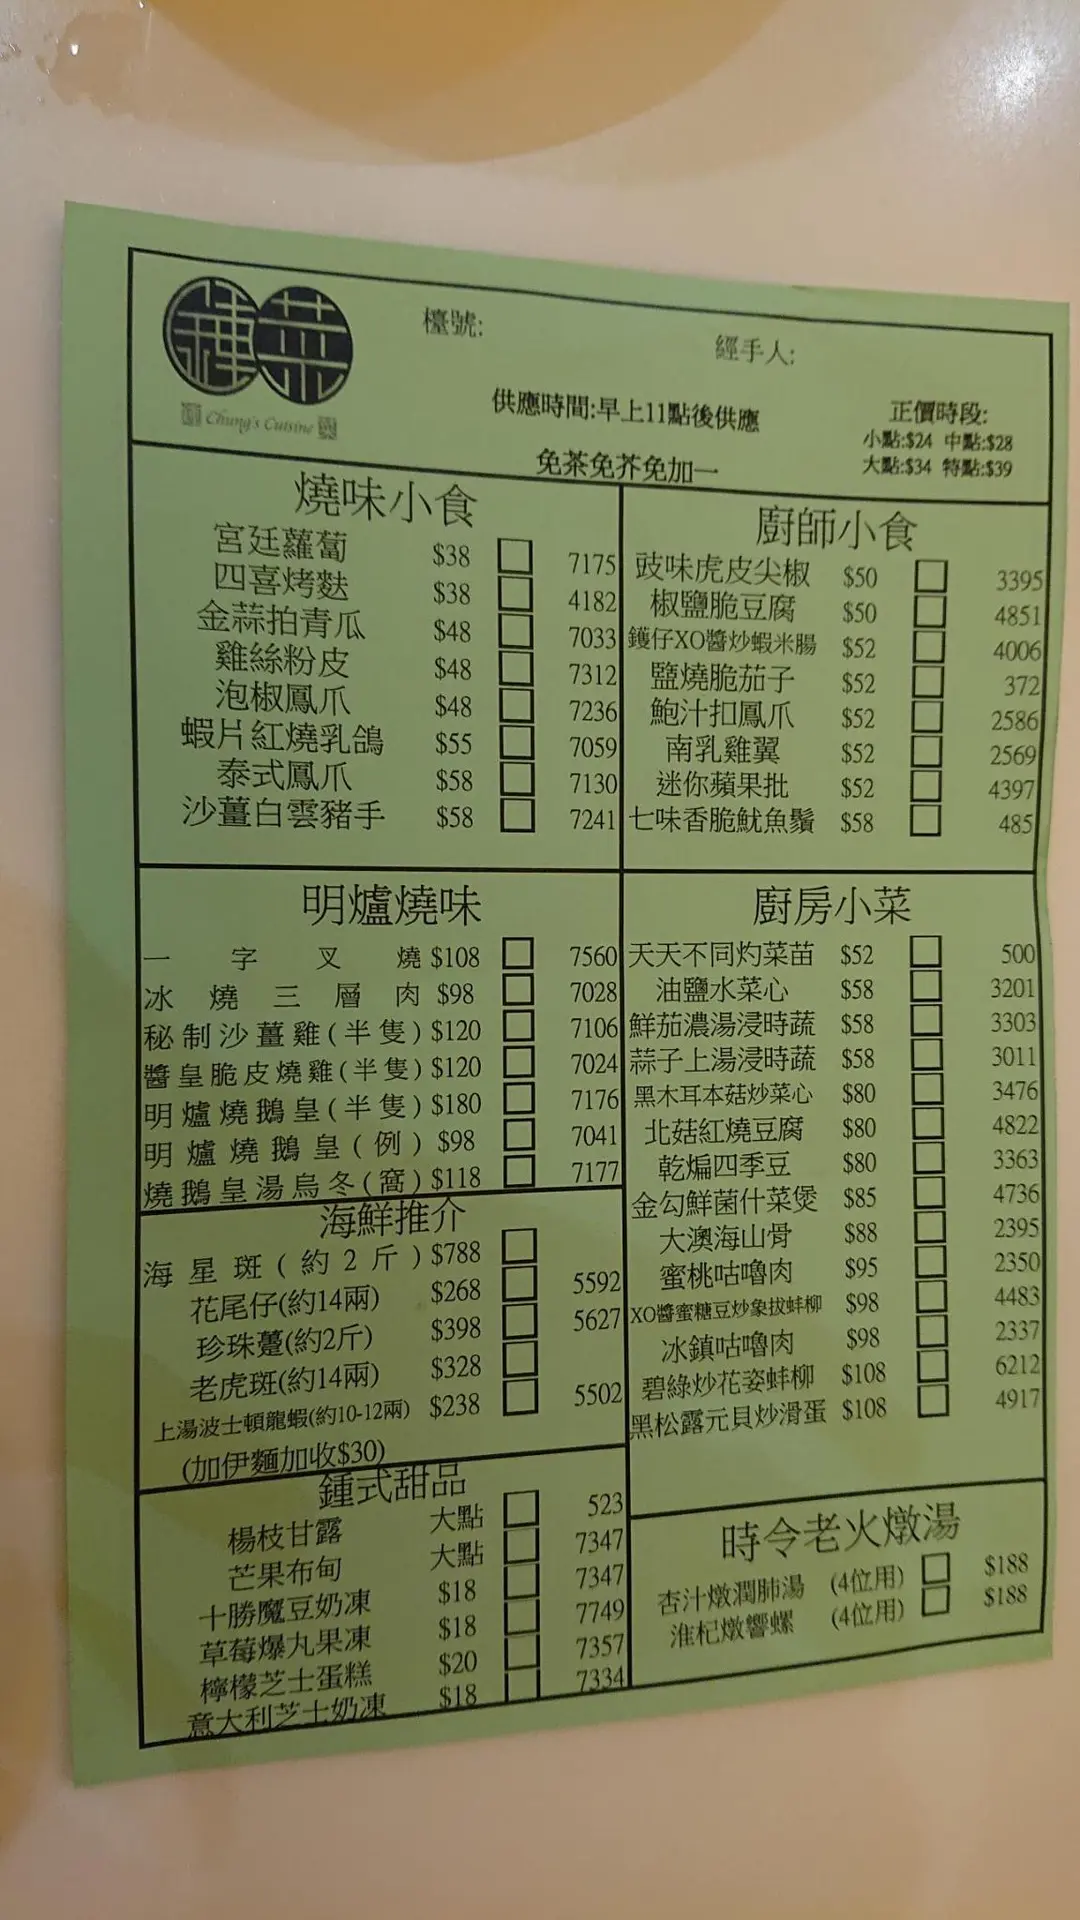 鍾菜
Chung's Cuisine
檯號:
經手人:
供應時間:早上11點後供應
正價時段:
小點:$24 中點:$28
大點:$34 特點:$39
免茶免芥免加一
燒味小食
宮廷蘿蔔 $38 7175
四喜烤麩 $38 4182
金蒜拍青瓜 $48 7033
雞絲粉皮 $48 7312
泡椒鳳爪 $48 7236
蝦片紅燒乳鴿 $55 7059
泰式鳳爪 $58 7130
沙薑白雲豬手 $58 7241
廚師小食
豉味虎皮尖椒 $50 3395
椒鹽脆豆腐 $50 4851
鑊仔XO醬炒蝦米腸 $52 4006
鹽燒脆茄子 $52 372
鮑汁扣鳳爪 $52 2586
南乳雞翼 $52 2569
迷你蘋果批 $52 4397
七味香脆魷魚鬚 $58 485
明爐燒味
一字叉燒 $108 7560
冰燒三層肉 $98 7028
秘制沙薑雞(半隻) $120 7106
醬皇脆皮燒雞(半隻) $120 7024
明爐燒鵝皇(半隻) $180 7176
明爐燒鵝皇(例) $98 7041
燒鵝皇湯烏冬(窩) $118 7177
海鮮推介
海星斑(約2斤) $788
花尾仔(約14兩) $268 5592
珍珠躉(約2斤) $398 5627
老虎斑(約14兩) $328
上湯波士頓龍蝦(約10-12兩) $238 5502
(加伊麵加收$30)
鍾式甜品
楊枝甘露 大點 523
芒果布甸 大點 7347
十勝魔豆奶凍 $18 7347
草莓爆丸果凍 $18 7749
檸檬芝士蛋糕 $20 7357
意大利芝士奶凍 $18 7334
廚房小菜
天天不同灼菜苗 $52 500
油鹽水菜心 $58 3201
鮮茄濃湯浸時蔬 $58 3303
蒜子上湯浸時蔬 $58 3011
黑木耳本菇炒菜心 $80 3476
北菇紅燒豆腐 $80 4822
乾煸四季豆 $80 3363
金勾鮮菌什菜煲 $85 4736
大澳海山骨 $88 2395
蜜桃咕嚕肉 $95 2350
XO醬蜜糖豆炒象拔蚌柳 $98 4483
冰鎮咕嚕肉 $98 2337
碧綠炒花姿蚌柳 $108 6212
黑松露元貝炒滑蛋 $108 4917
時令老火燉湯
杏汁燉潤肺湯 (4位用) $188
淮杞燉響螺 (4位用) $188